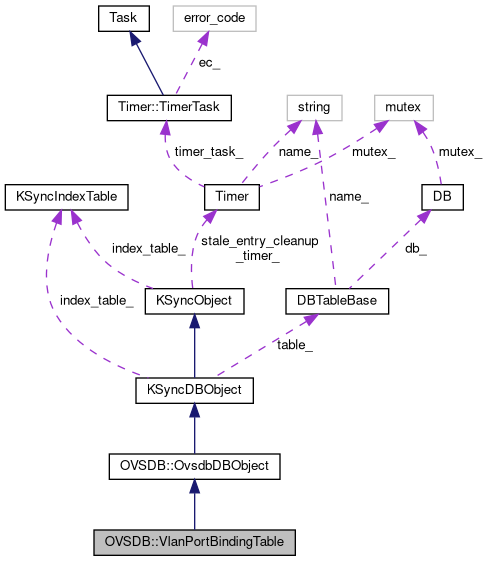 Task
error_code
ec_
Timer::TimerTask
string
mutex
timer_task_
name_
mutex_
mutex_
KSyncIndexTable
Timer
name_
DB
index_table_
stale_entry_cleanup
_timer_
db_
index_table_
KSyncObject
DBTableBase
table_
KSyncDBObject
OVSDB::OvsdbDBObject
OVSDB::VlanPortBindingTable